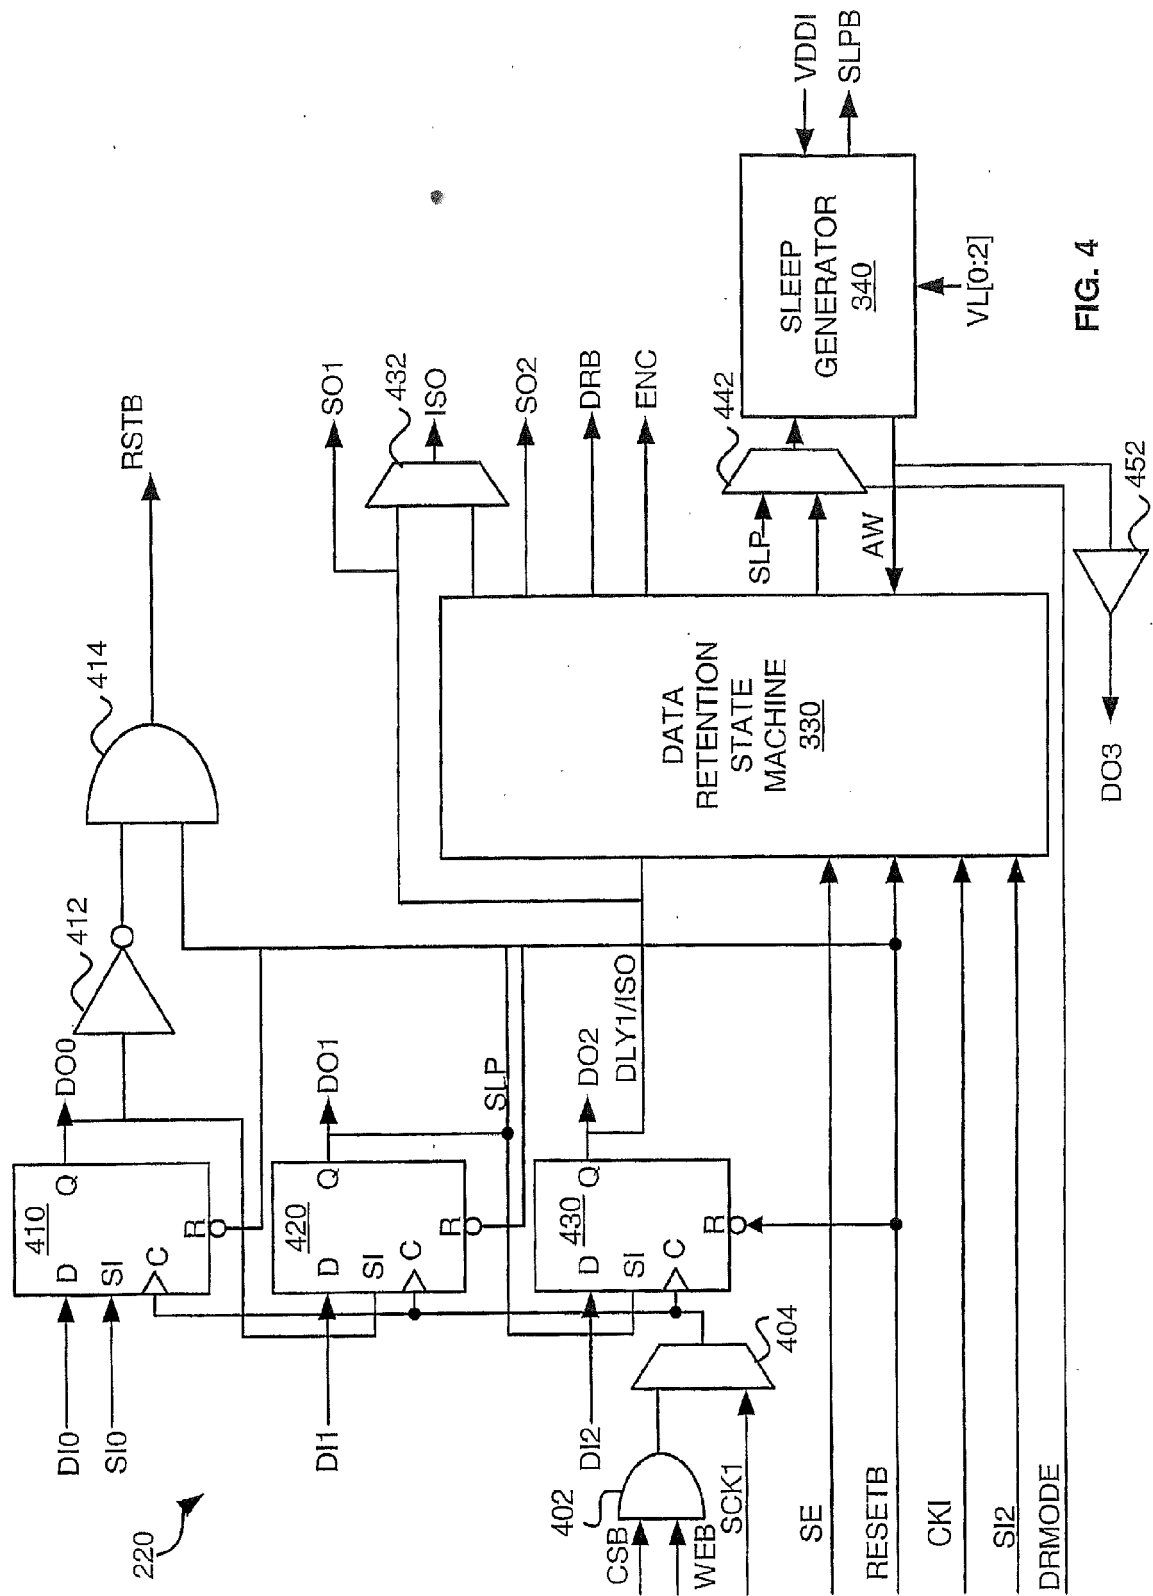 220
DI0
SI0
410
D
SI
C
Q
R
DO0
412
414
RSTB
DI1
420
D
SI
C
Q
R
DO1
SLP
DI2
430
D
SI
C
Q
R
DO2
DLY1/ISO
402
CSB
WEB
SCK1
404
SE
RESETB
CKI
SI2
DRMODE
DATA
RETENTION
STATE
MACHINE
330
SO1
432
ISO
SO2
DRB
ENC
442
SLP
AW
SLEEP
GENERATOR
340
VDDI
SLPB
VL[0:2]
452
DO3
FIG. 4